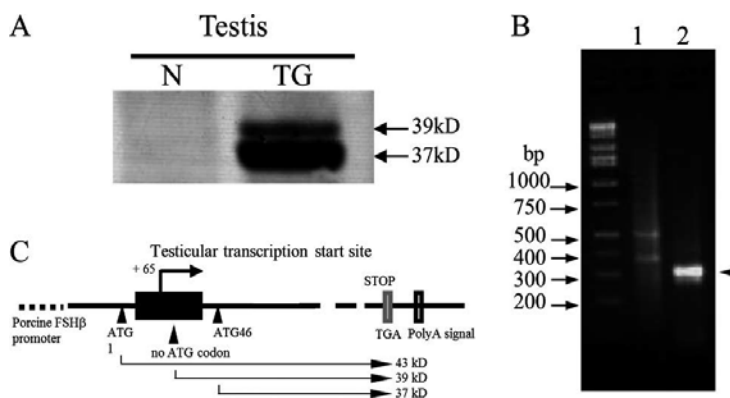 A
Testis
N TG
39kD
37kD
B
1 2
bp
1000
750
500
400
300
200
C
Testicular transcription start site
+ 65
STOP
Porcine FSHβ
promoter
ATG
1
no ATG codon
ATG46
TGA
PolyA signal
43 kD
39 kD
37 kD